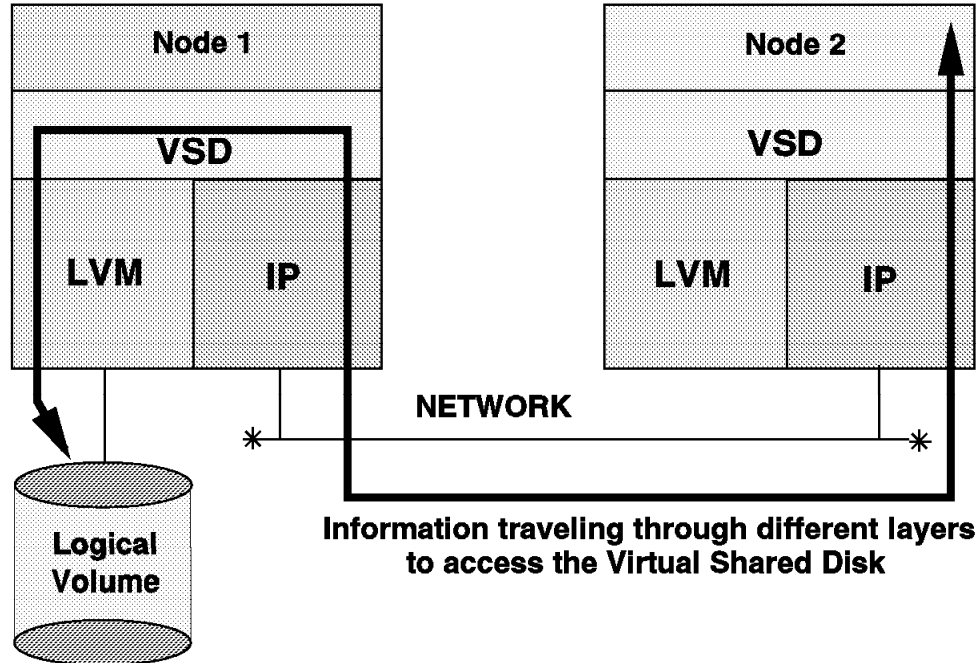 Node 1
Node 2
VSD
VSD
LVM
IP
LVM
IP
NETWORK
Information traveling through different layers
to access the Virtual Shared Disk
Logical
Volume